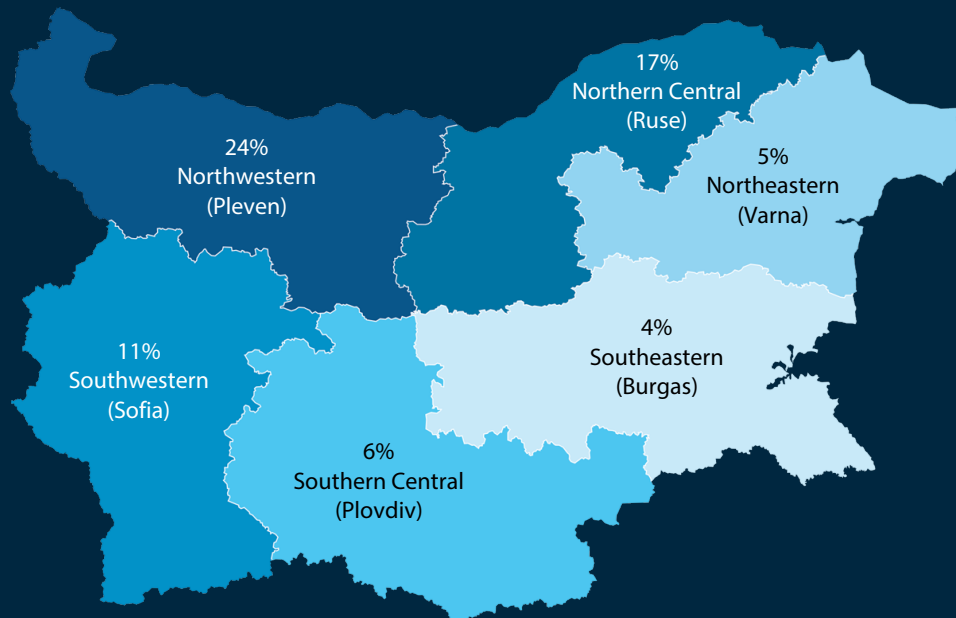 17%
Northern Central
(Ruse)
24%
Northwestern
(Pleven)
5%
Northeastern
(Varna)
4%
Southeastern
(Burgas)
11%
Southwestern
(Sofia)
6%
Southern Central
(Plovdiv)